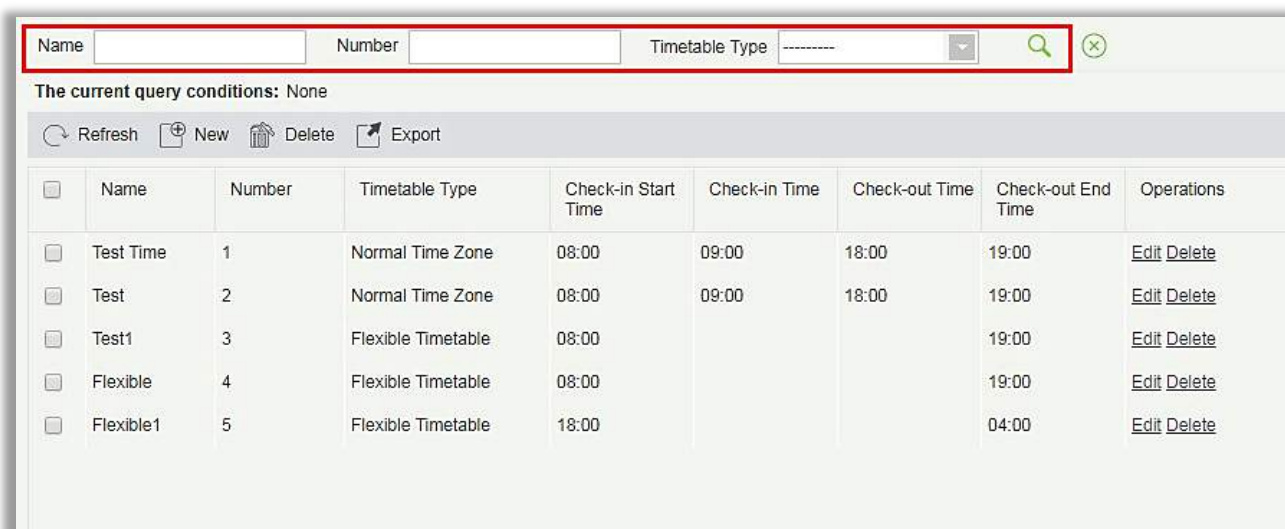 Name Number Timetable Type ---------
The current query conditions: None
Refresh New Delete Export
Name Number Timetable Type Check-in Start Time Check-in Time Check-out Time Check-out End Time Operations
Test Time 1 Normal Time Zone 08:00 09:00 18:00 19:00 Edit Delete
Test 2 Normal Time Zone 08:00 09:00 18:00 19:00 Edit Delete
Test1 3 Flexible Timetable 08:00 19:00 Edit Delete
Flexible 4 Flexible Timetable 08:00 19:00 Edit Delete
Flexible1 5 Flexible Timetable 18:00 04:00 Edit Delete